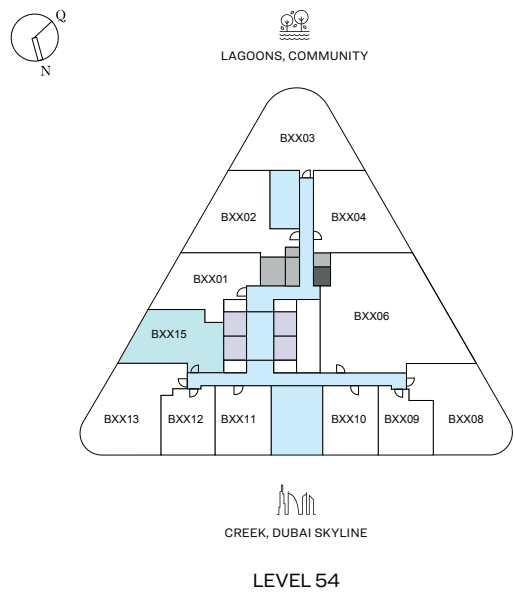 Q
N
LAGOONS, COMMUNITY
BXX03
BXX02
BXX04
BXX01
BXX06
BXX15
BXX13
BXX12
BXX11
BXX10
BXX09
BXX08
CREEK, DUBAI SKYLINE
LEVEL 54